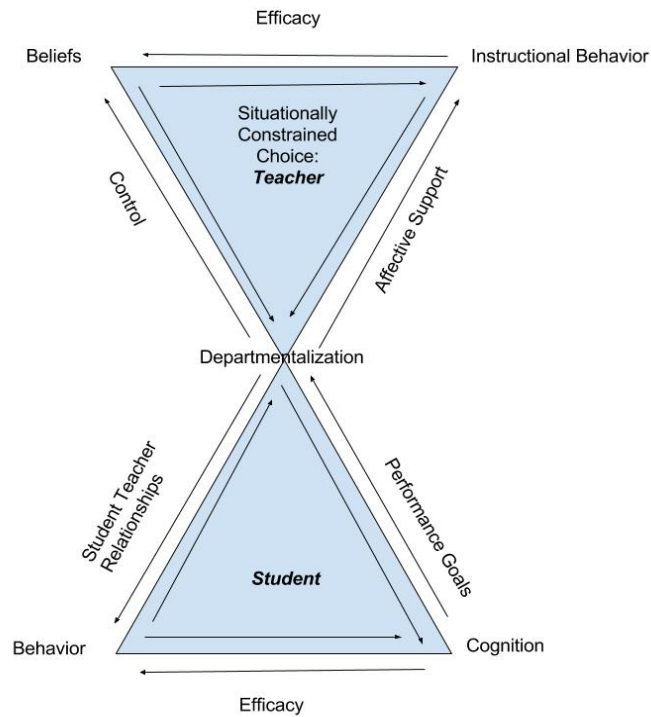 Efficacy
Beliefs
Instructional Behavior
Situationally
Constrained
Choice:
Teacher
Control
Affective Support
Departmentalization
Student Teacher
Relationships
Performance Goals
Student
Behavior
Cognition
Efficacy